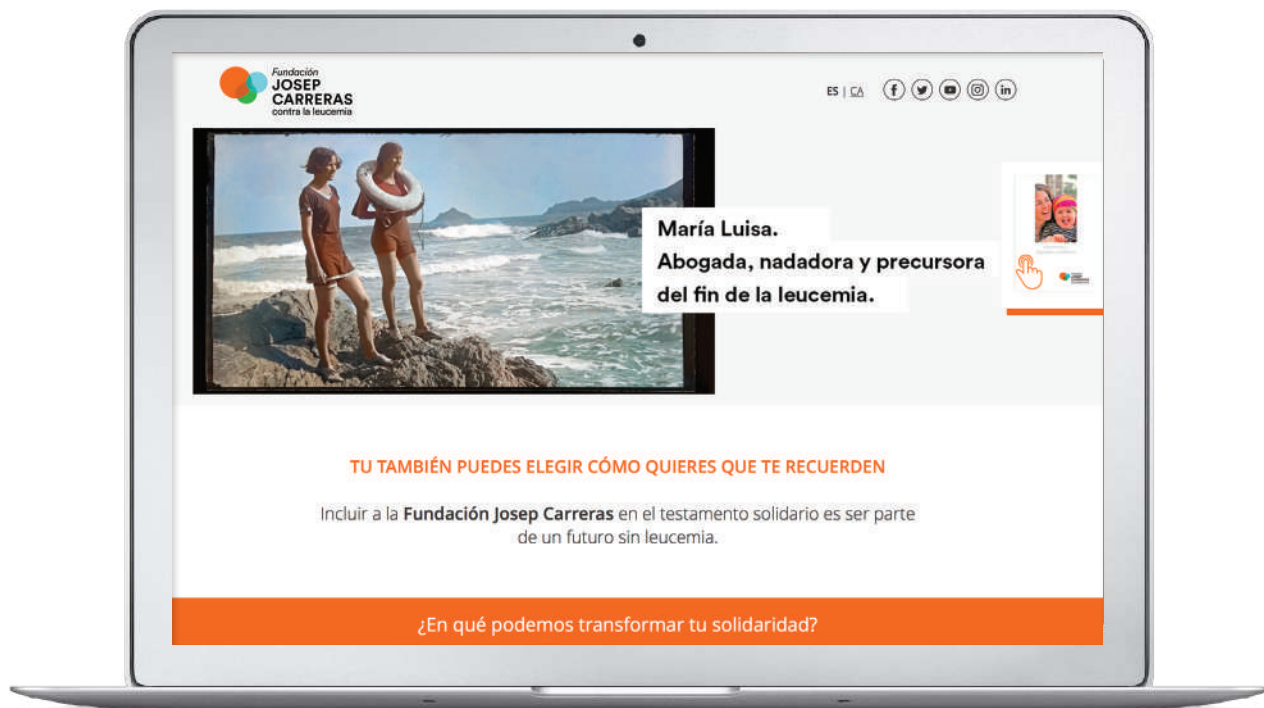 Fundación
JOSEP
CARRERAS
contra la leucemia
ES | CA
María Luisa.
Abogada, nadadora y precursora
del fin de la leucemia.
TU TAMBIÉN PUEDES ELEGIR CÓMO QUIERES QUE TE RECUERDEN
Incluir a la Fundación Josep Carreras en el testamento solidario es ser parte
de un futuro sin leucemia.
¿En qué podemos transformar tu solidaridad?